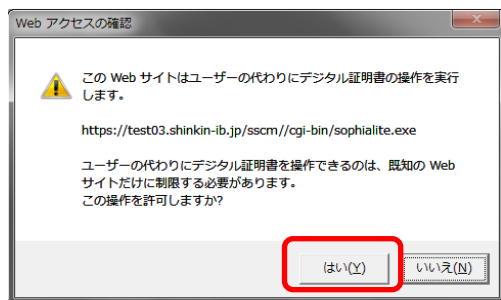 Web アクセスの確認
この Web サイトはユーザーの代わりにデジタル証明書の操作を実行
します。
https://test03.shinkin-ib.jp/sscm//cgi-bin/sophialite.exe
ユーザーの代わりにデジタル証明書を操作できるのは、既知の Web
サイトだけに制限する必要があります。
この操作を許可しますか?
はい(Y) いいえ(N)